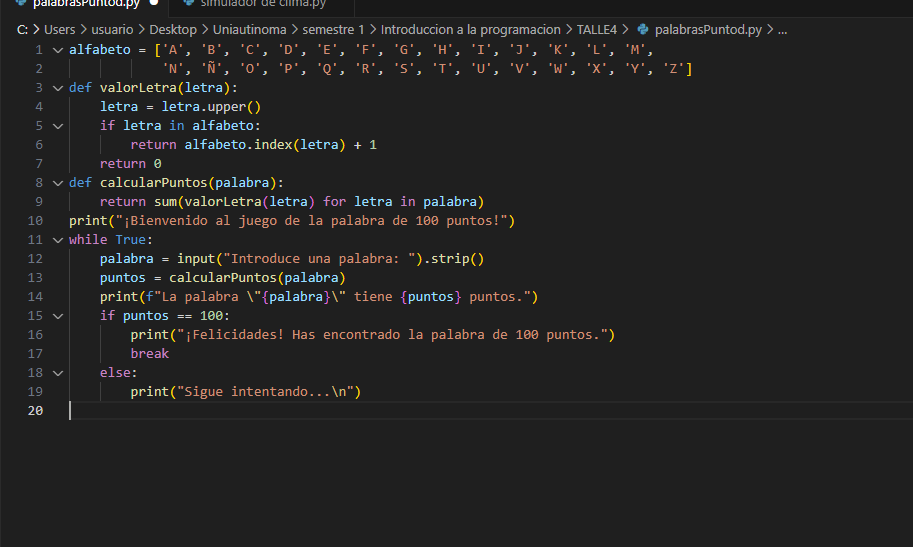 palabrasPuntod.py simulador de clima.py
C: > Users > usuario > Desktop > Uniautinoma > semestre 1 > Introduccion a la programacion > TALLE4 > palabrasPuntod.py > ...
1 alfabeto = ['A', 'B', 'C', 'D', 'E', 'F', 'G', 'H', 'I', 'J', 'K', 'L', 'M',
2 'N', 'Ñ', 'O', 'P', 'Q', 'R', 'S', 'T', 'U', 'V', 'W', 'X', 'Y', 'Z']
3 def valorLetra(letra):
4 letra = letra.upper()
5 if letra in alfabeto:
6 return alfabeto.index(letra) + 1
7 return 0
8 def calcularPuntos(palabra):
9 return sum(valorLetra(letra) for letra in palabra)
10 print("¡Bienvenido al juego de la palabra de 100 puntos!")
11 while True:
12 palabra = input("Introduce una palabra: ").strip()
13 puntos = calcularPuntos(palabra)
14 print(f"La palabra \"{palabra}\" tiene {puntos} puntos.")
15 if puntos == 100:
16 print("¡Felicidades! Has encontrado la palabra de 100 puntos.")
17 break
18 else:
19 print("Sigue intentando...\n")
20